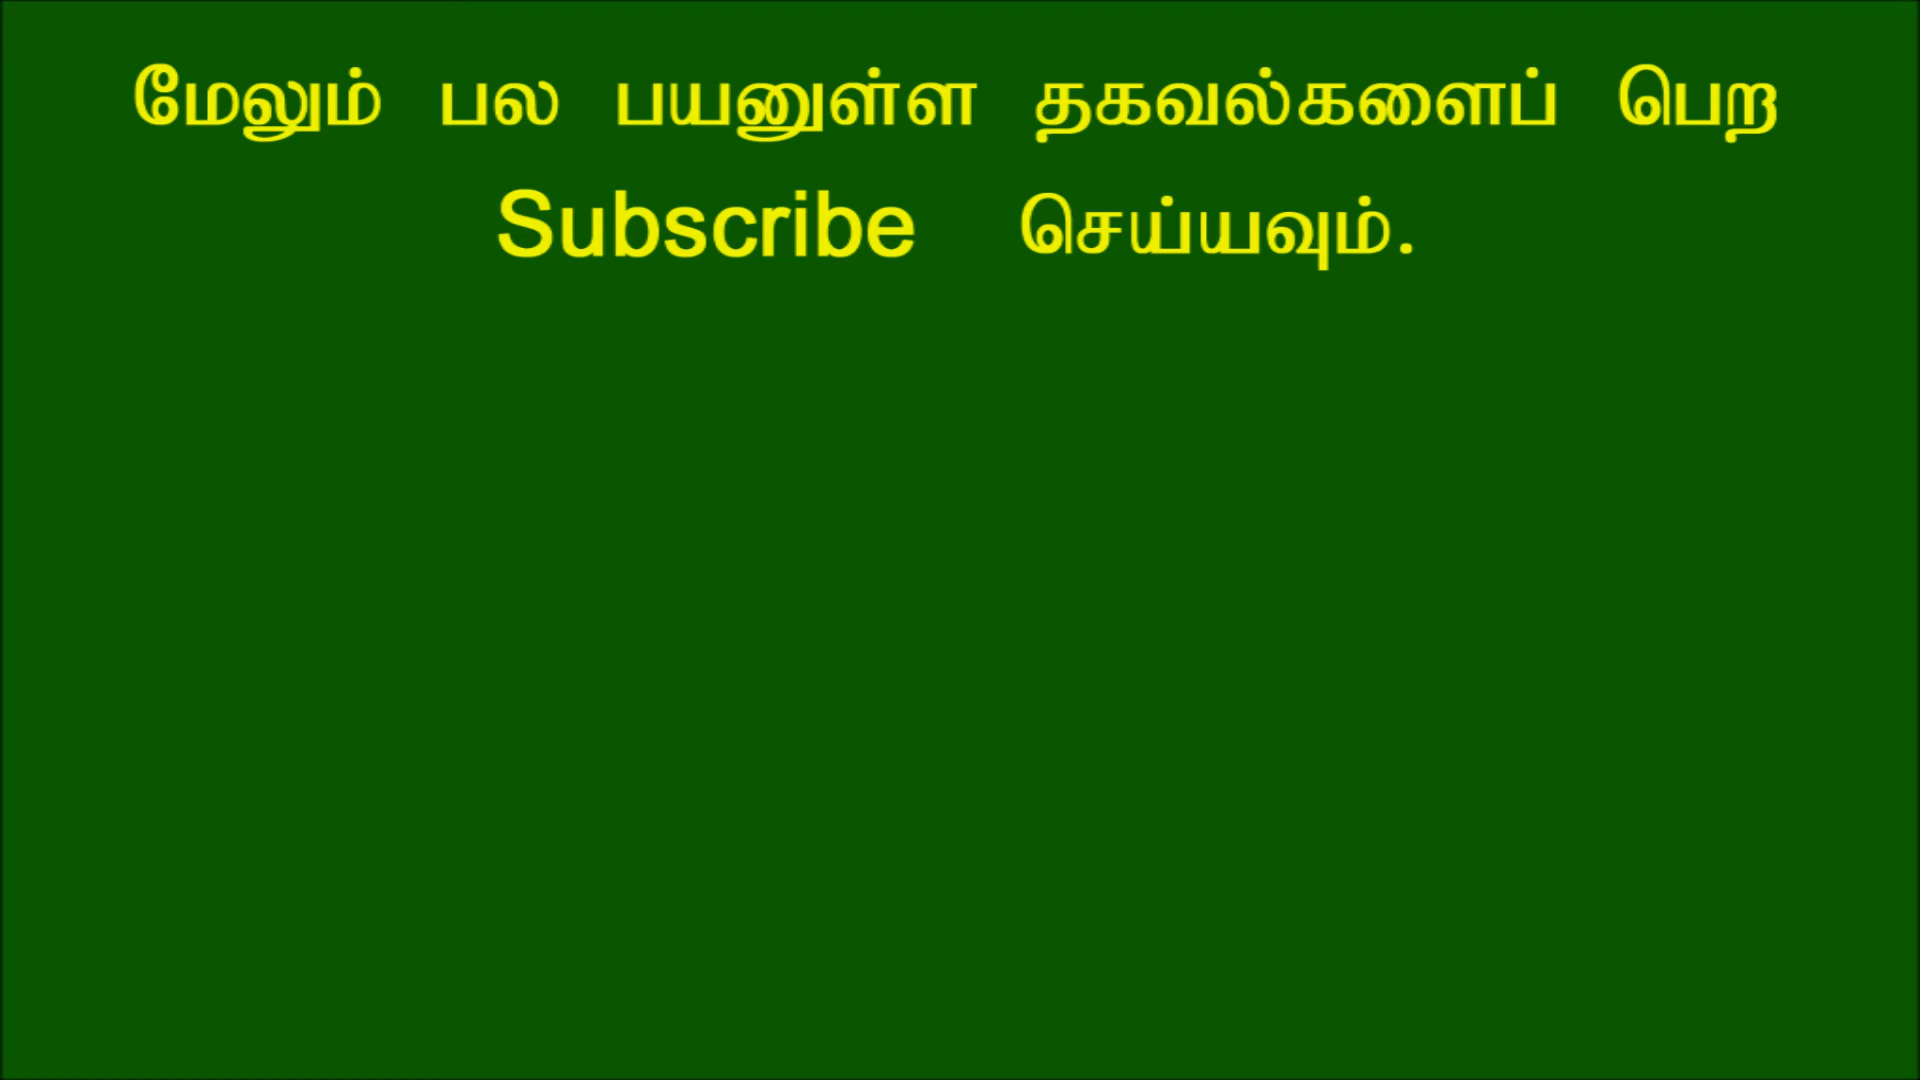 மேலும் பல பயனுள்ள தகவல்களைப் பெற
Subscribe செய்யவும்.